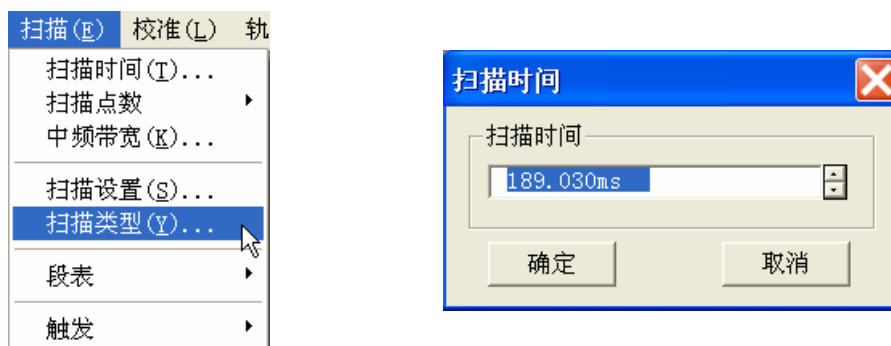 扫描(E) 校准(L) 轨
扫描时间(T)...
扫描点数
中频带宽(K)...
扫描设置(S)...
扫描类型(Y)...
段表
触发
扫描时间
扫描时间
189.030ms
确定 取消